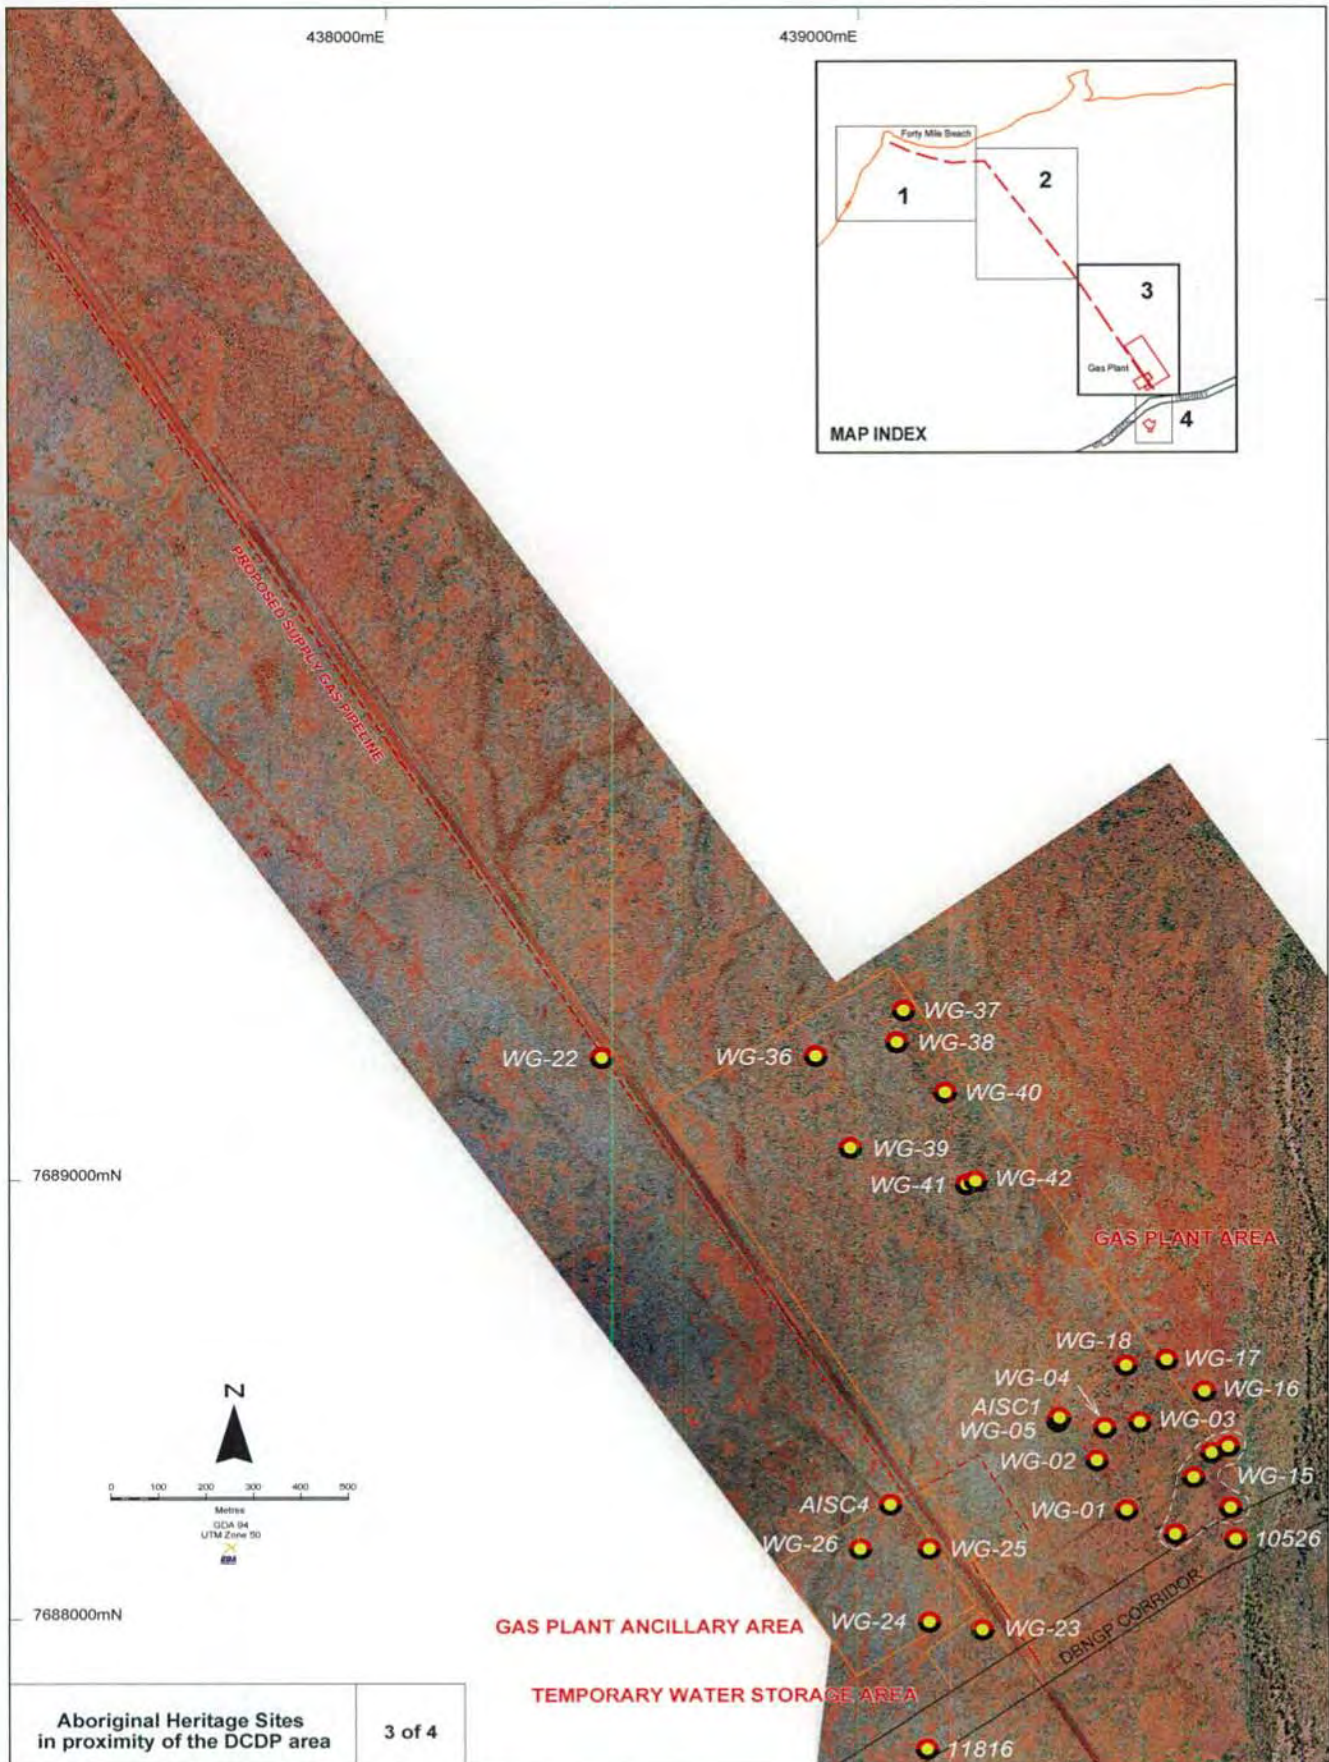 438000mE
439000mE
Forty Mile Beach
1
2
3
Gas Plant
4
MAP INDEX
PROPOSED SUPPLY GAS PIPELINE
WG-37
WG-38
WG-36
WG-22
WG-40
WG-39
7689000mN
WG-42
WG-41
GAS PLANT AREA
WG-18
WG-17
WG-04
WG-16
AISC1
WG-03
WG-05
WG-02
WG-15
N
0 100 200 300 400 500
Metres
GDA 94
UTM Zone 50
AISC4
WG-01
WG-26
WG-25
10526
DBNGP CORRIDOR
7688000mN
GAS PLANT ANCILLARY AREA
WG-24
WG-23
TEMPORARY WATER STORAGE AREA
Aboriginal Heritage Sites
in proximity of the DCDP area
3 of 4
11816